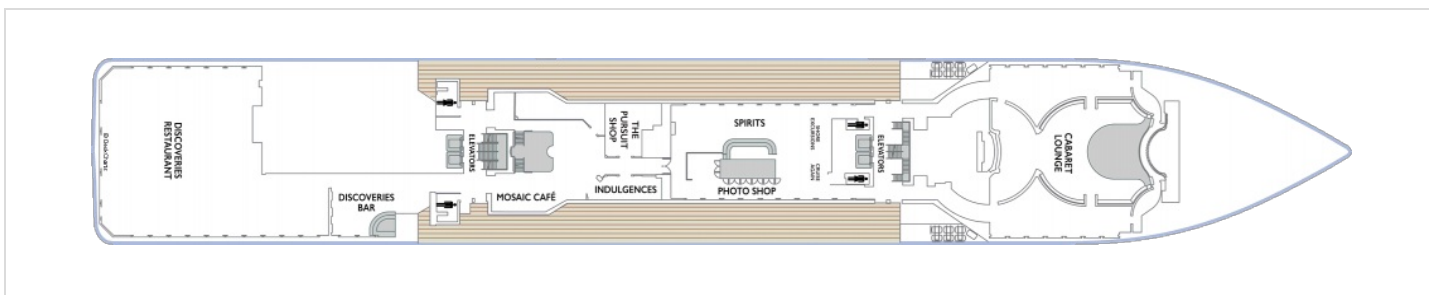 © DeckChartz
DISCOVERIES
RESTAURANT
DISCOVERIES
BAR
ELEVATORS
MOSAIC CAFÉ
THE
PURSUIT
SHOP
INDULGENCES
SPIRITS
PHOTO SHOP
SHORE
EXCURSIONS
CRUISE
AGAIN
ELEVATORS
CABARET
LOUNGE